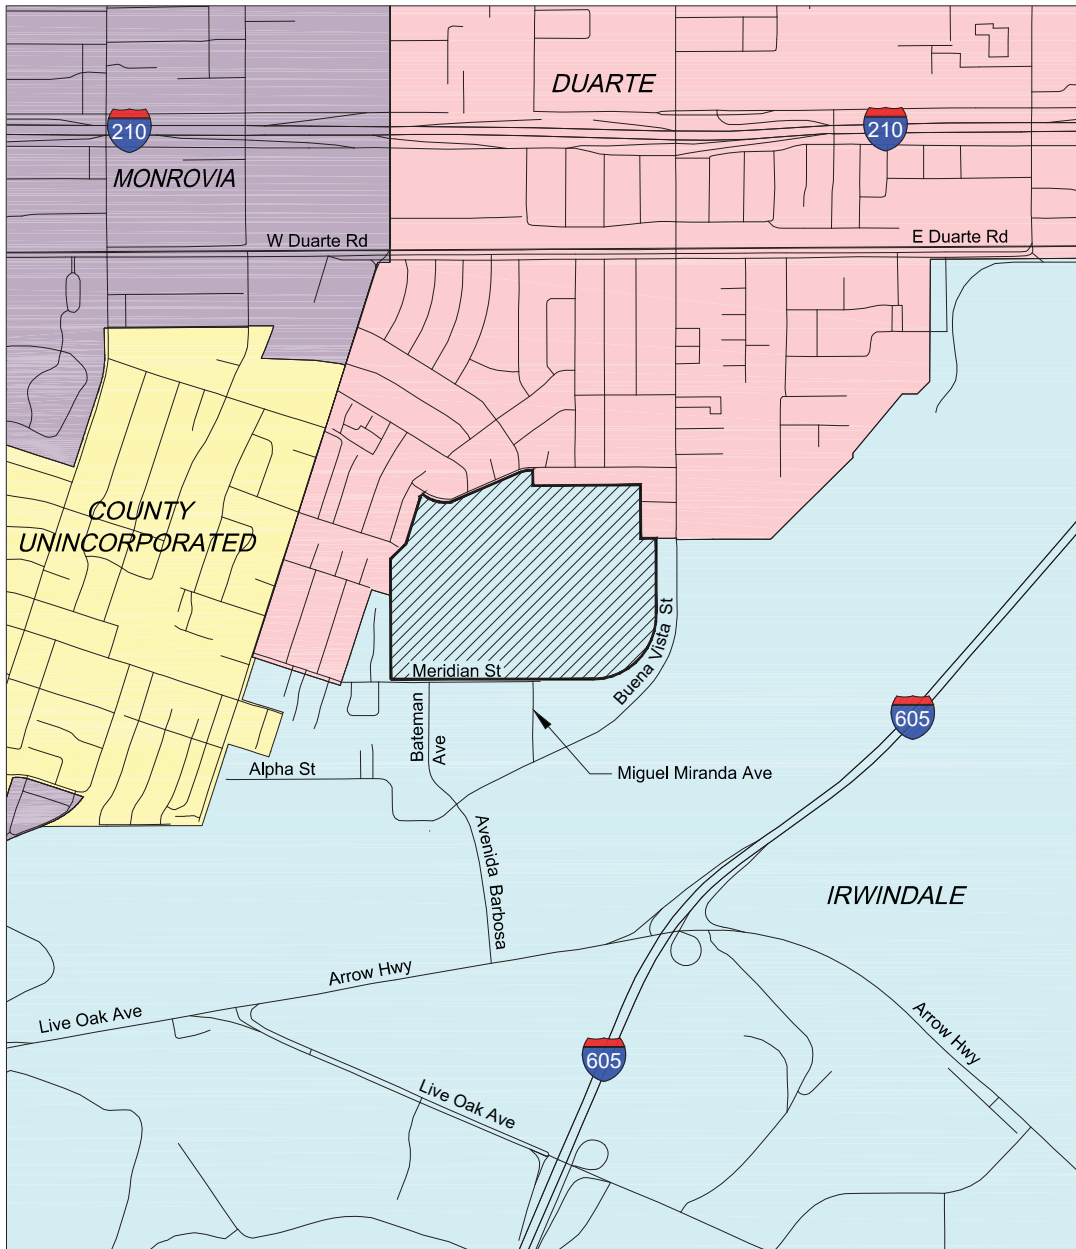 DUARTE
210
210
MONROVIA
W Duarte Rd
E Duarte Rd
COUNTY
UNINCORPORATED
Meridian St
Buena Vista St
Bateman
Ave
605
Alpha St
Miguel Miranda Ave
Avenida Barbosa
IRWINDALE
Arrow Hwy
Live Oak Ave
Arrow Hwy
605
Live Oak Ave